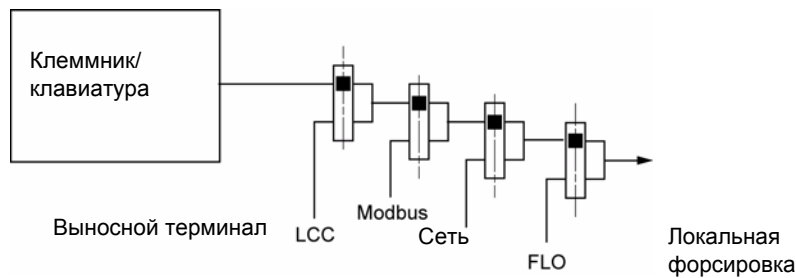 Клеммник/
клавиатура
Выносной терминал
LCC
Modbus
Сеть
FLO
Локальная
форсировка